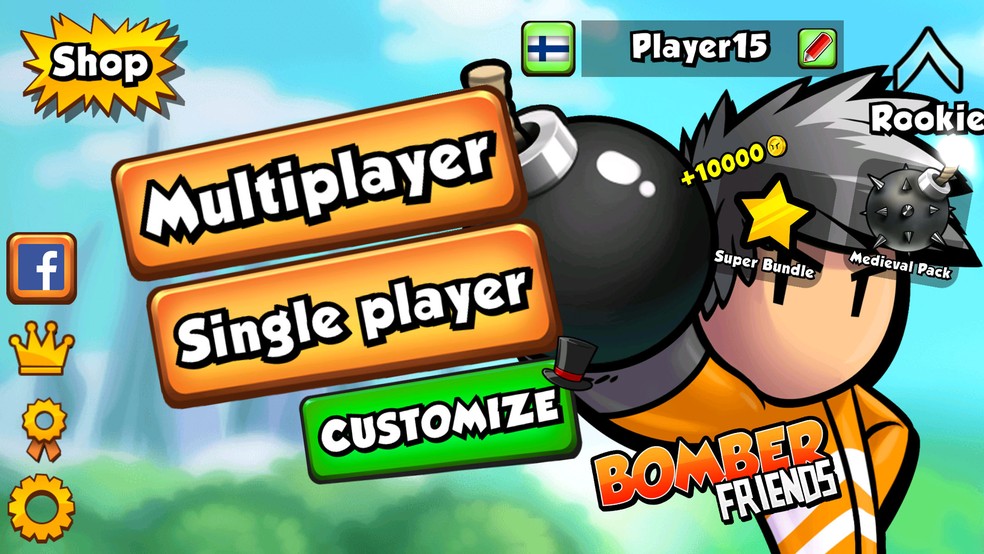 Shop
Player15
Rookie
Multiplayer
+10000
Super Bundle
Medieval Pack
Single player
CUSTOMIZE
f
BOMBER
FRIENDS